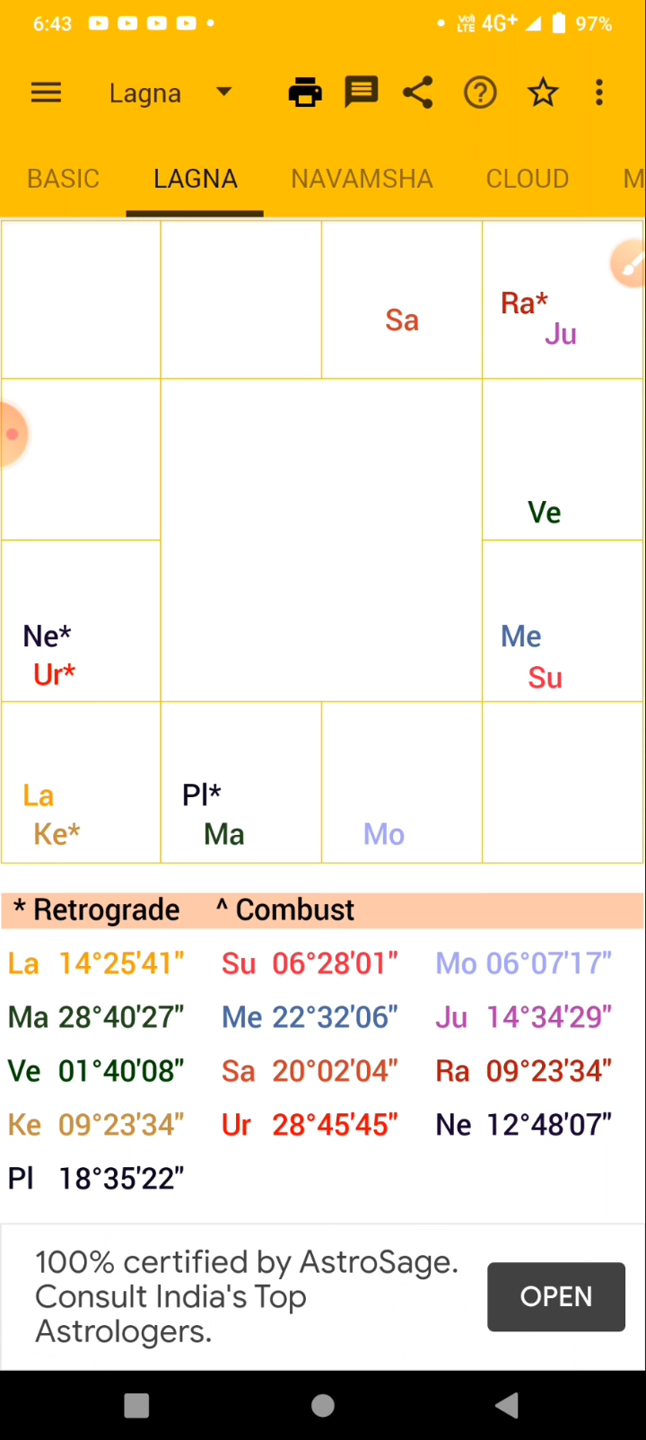 6:43 VoLTE 4G+ 97%
Lagna
BASIC LAGNA NAVAMSHA CLOUD M
Sa Ra*
Ju
Ve
Ne* Me
Ur* Su
La Pl*
Ke* Ma Mo
* Retrograde ^ Combust
La 14°25'41" Su 06°28'01" Mo 06°07'17"
Ma 28°40'27" Me 22°32'06" Ju 14°34'29"
Ve 01°40'08" Sa 20°02'04" Ra 09°23'34"
Ke 09°23'34" Ur 28°45'45" Ne 12°48'07"
Pl 18°35'22"
100% certified by AstroSage.
Consult India's Top
Astrologers.
OPEN